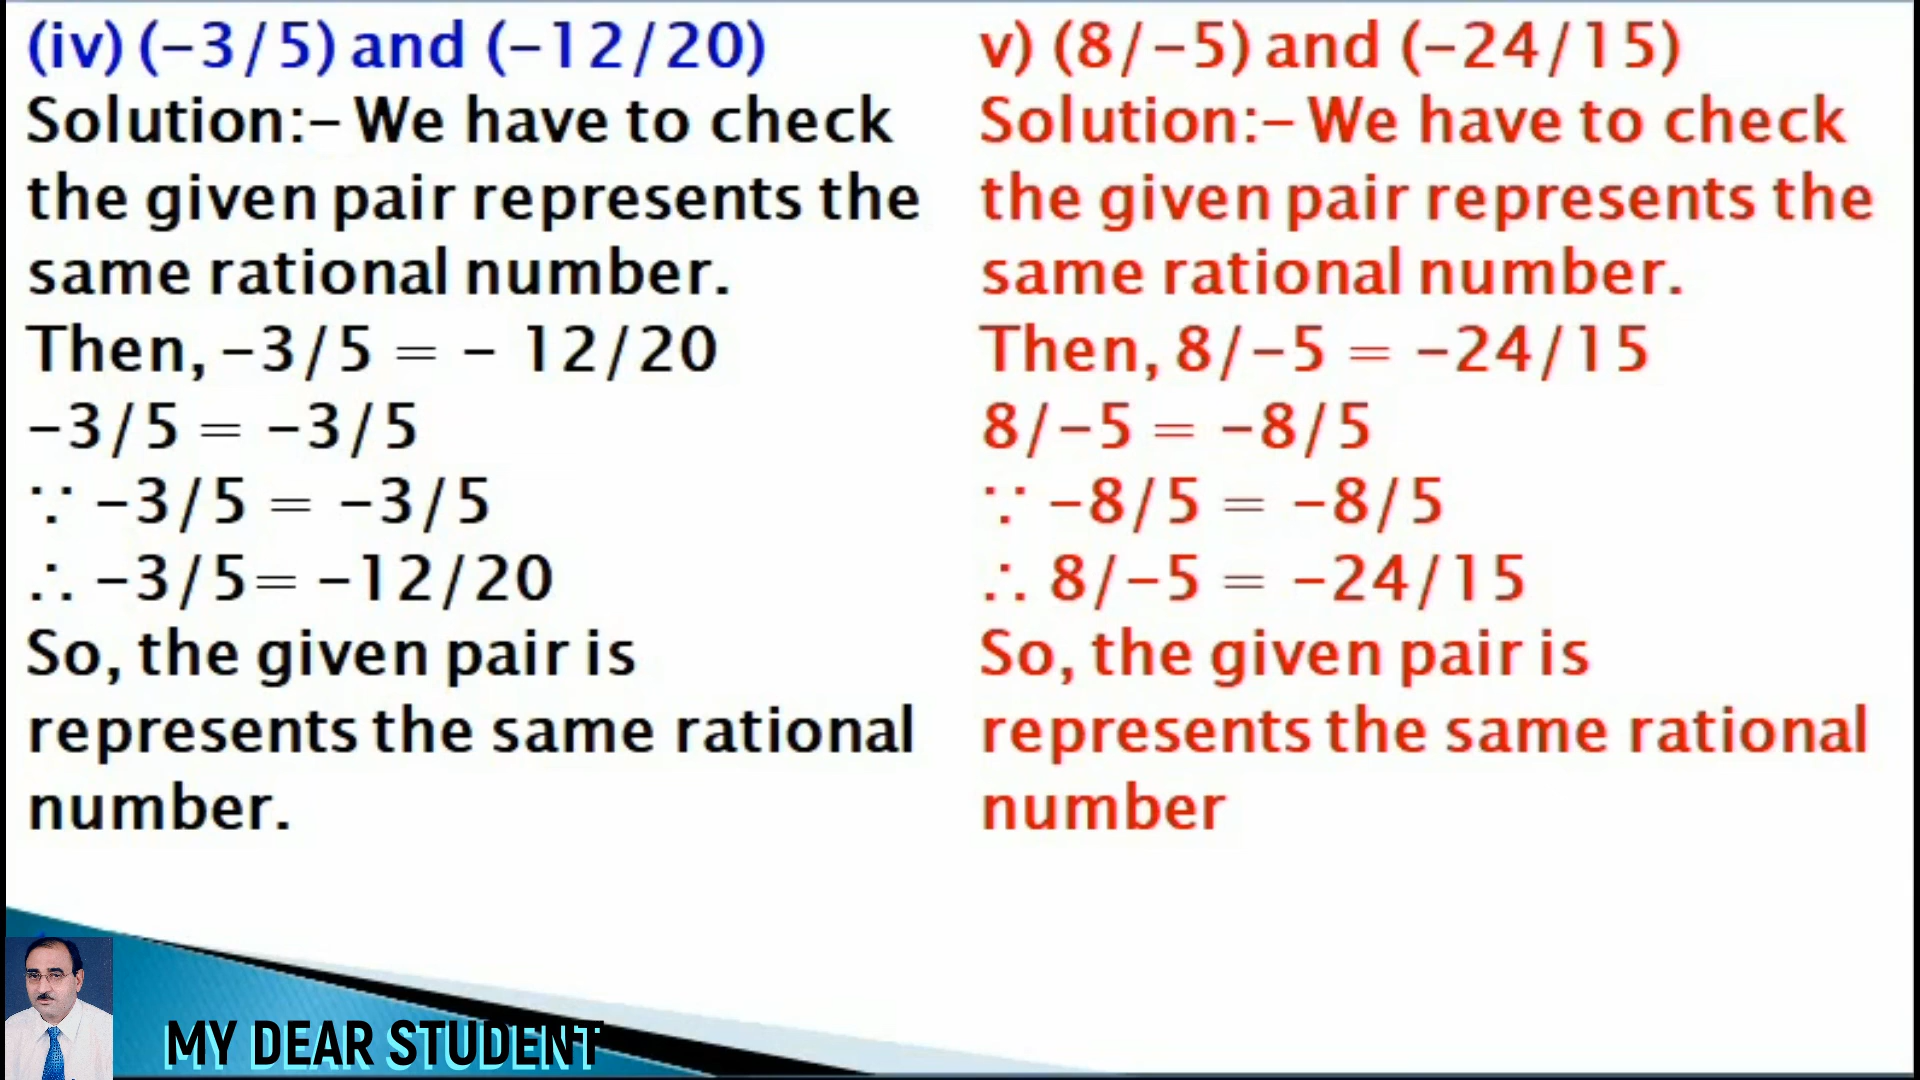 (iv) (-3/5) and (-12/20)
Solution:- We have to check
the given pair represents the
same rational number.
Then, -3/5 = - 12/20
-3/5 = -3/5
∵ -3/5 = -3/5
∴ -3/5= -12/20
So, the given pair is
represents the same rational
number.
v) (8/-5) and (-24/15)
Solution:- We have to check
the given pair represents the
same rational number.
Then, 8/-5 = -24/15
8/-5 = -8/5
∵ -8/5 = -8/5
∴ 8/-5 = -24/15
So, the given pair is
represents the same rational
number
MY DEAR STUDENT